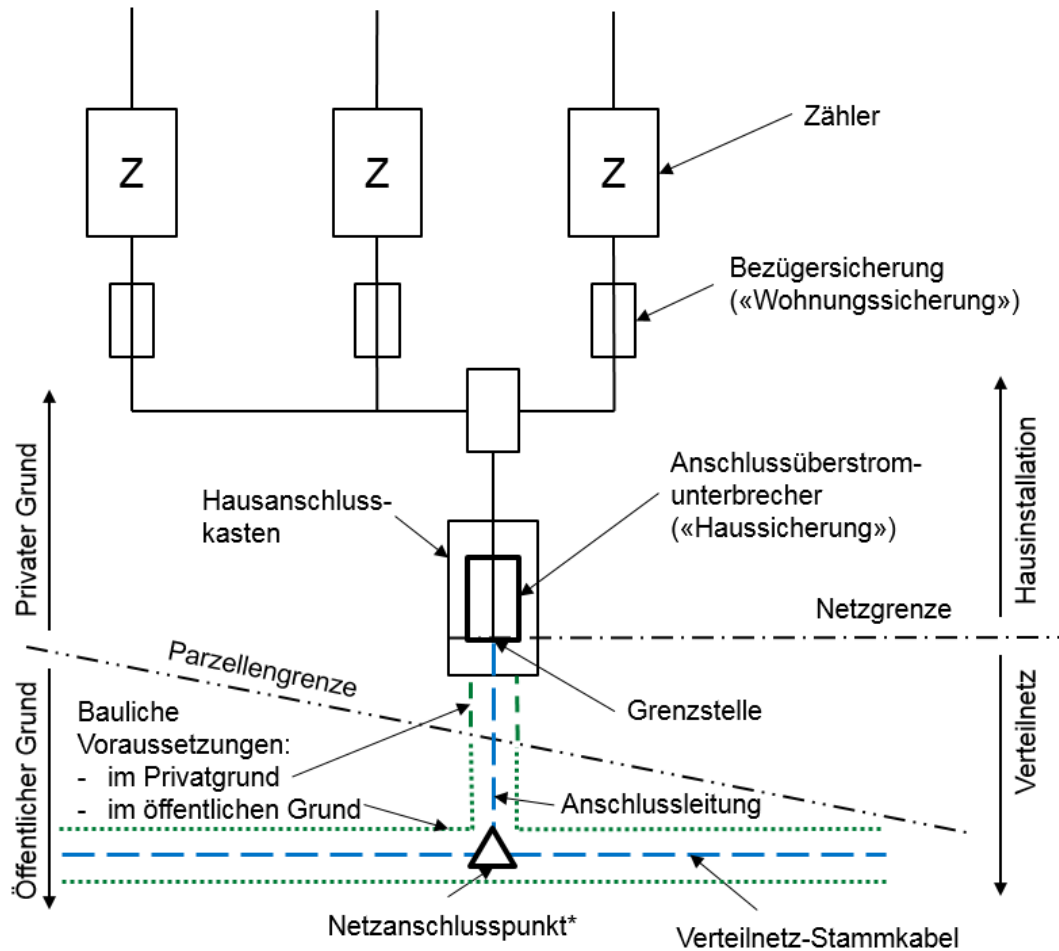 Zähler
Z
Z
Z
Bezügersicherung
(«Wohnungssicherung»)
Privater Grund
Hausinstallation
Anschlussüberstrom-
unterbrecher
(«Haussicherung»)
Hausanschluss-
kasten
Netzgrenze
Parzellengrenze
Öffentlicher Grund
Verteilnetz
Grenzstelle
Bauliche
Voraussetzungen:
- im Privatgrund
- im öffentlichen Grund
Anschlussleitung
Netzanschlusspunkt*
Verteilnetz-Stammkabel